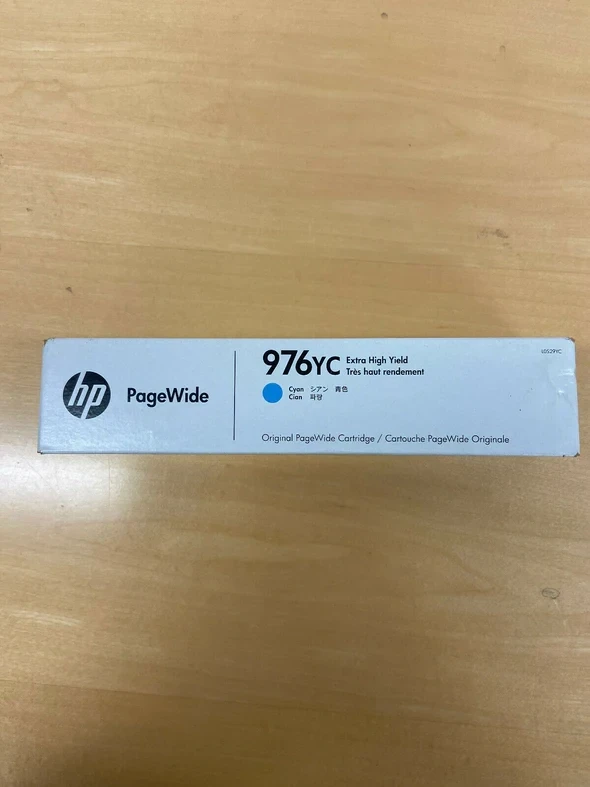 hp PageWide
976YC Extra High Yield
Très haut rendement
L0S29YC
Cyan シアン 青色
Cian 파랑
Original PageWide Cartridge / Cartouche PageWide Originale